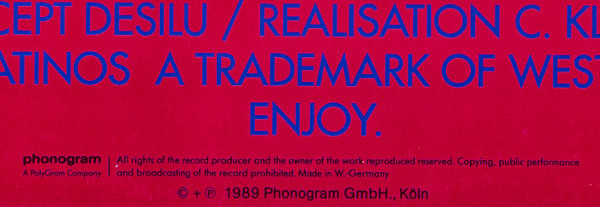 CEPT DESILU / REALISATION C. KL
ATINOS A TRADEMARK OF WEST
ENJOY.
phonogram
A PolyGram Company
All rights of the record producer and the owner of the work reproduced reserved. Copying, public performance
and broadcasting of the record prohibited. Made in W.-Germany
© + ℗ 1989 Phonogram GmbH., Köln